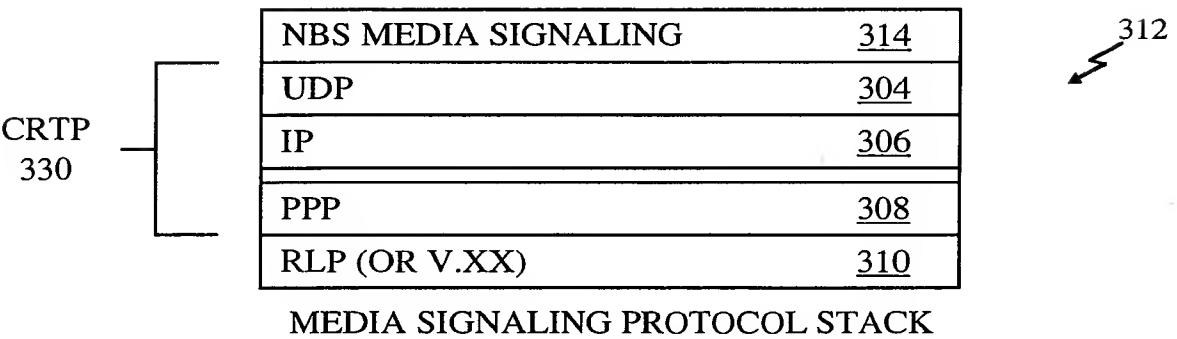 NBS MEDIA SIGNALING 314
312
UDP 304
CRTP
330
IP 306
PPP 308
RLP (OR V.XX) 310
MEDIA SIGNALING PROTOCOL STACK